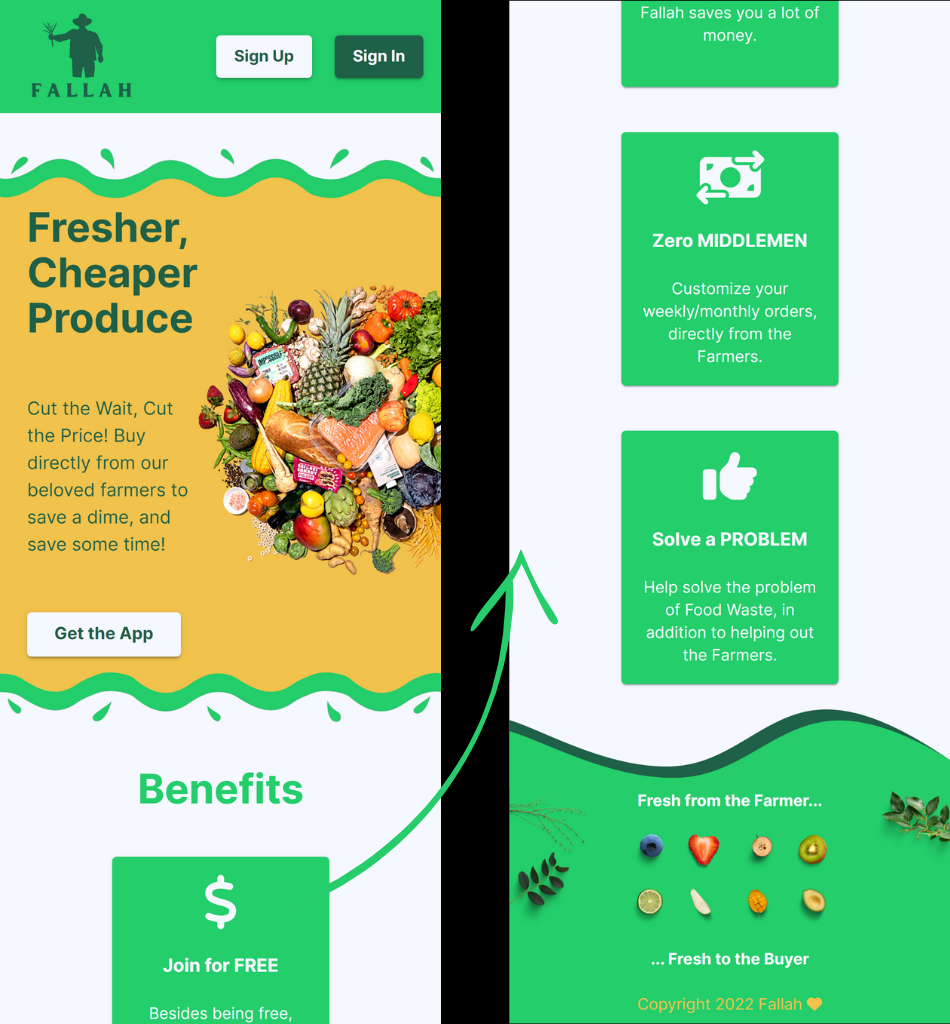 FALLAH
Sign Up
Sign In
Fresher,
Cheaper
Produce
Cut the Wait, Cut
the Price! Buy
directly from our
beloved farmers to
save a dime, and
save some time!
Get the App
Benefits
Join for FREE
Besides being free,
Fallah saves you a lot of
money.
Zero MIDDLEMEN
Customize your
weekly/monthly orders,
directly from the
Farmers.
Solve a PROBLEM
Help solve the problem
of Food Waste, in
addition to helping out
the Farmers.
Fresh from the Farmer...
... Fresh to the Buyer
Copyright 2022 Fallah